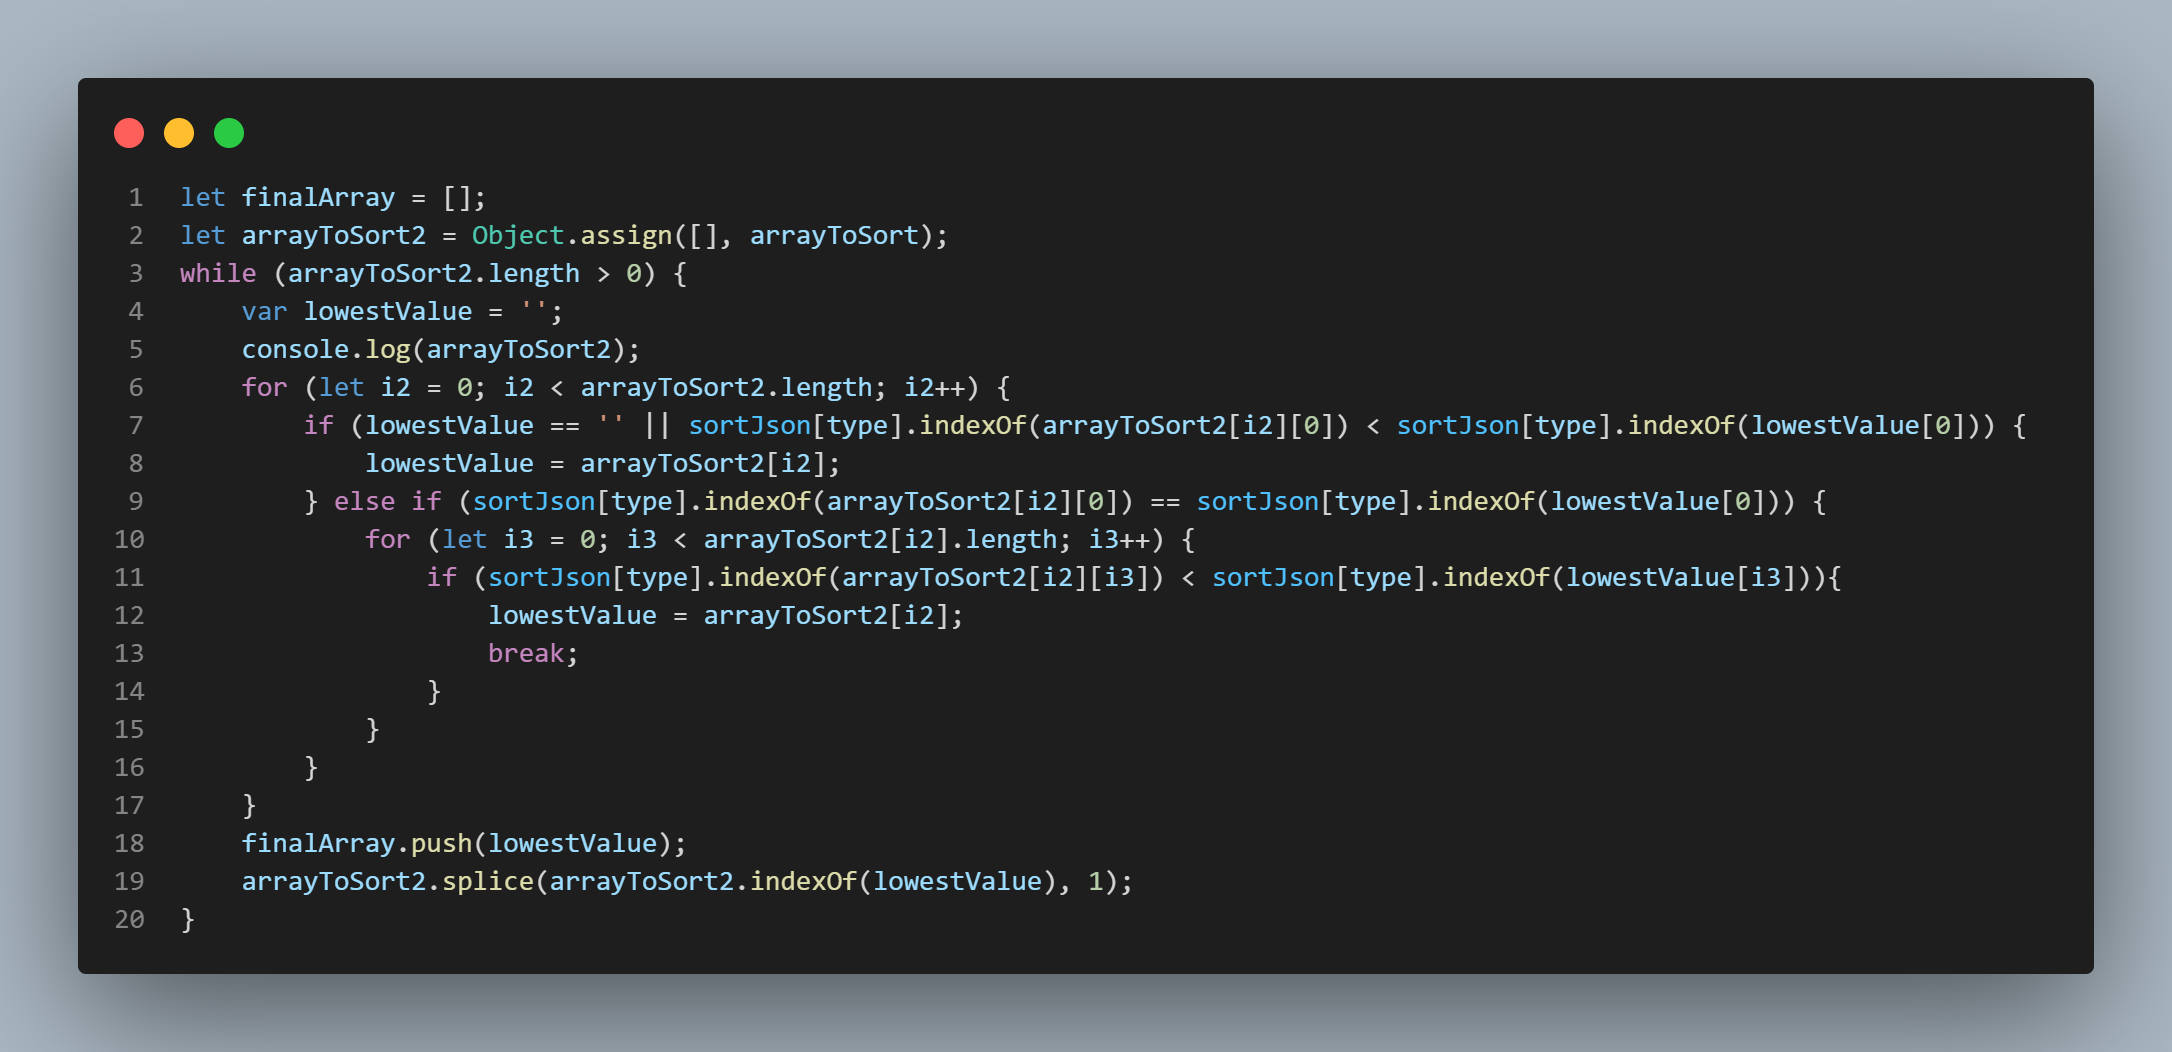 1 let finalArray = [];
2 let arrayToSort2 = Object.assign([], arrayToSort);
3 while (arrayToSort2.length > 0) {
4     var lowestValue = '';
5     console.log(arrayToSort2);
6     for (let i2 = 0; i2 < arrayToSort2.length; i2++) {
7         if (lowestValue == '' || sortJson[type].indexOf(arrayToSort2[i2][0]) < sortJson[type].indexOf(lowestValue[0])) {
8             lowestValue = arrayToSort2[i2];
9         } else if (sortJson[type].indexOf(arrayToSort2[i2][0]) == sortJson[type].indexOf(lowestValue[0])) {
10             for (let i3 = 0; i3 < arrayToSort2[i2].length; i3++) {
11                 if (sortJson[type].indexOf(arrayToSort2[i2][i3]) < sortJson[type].indexOf(lowestValue[i3])){
12                     lowestValue = arrayToSort2[i2];
13                     break;
14                 }
15             }
16         }
17     }
18     finalArray.push(lowestValue);
19     arrayToSort2.splice(arrayToSort2.indexOf(lowestValue), 1);
20 }